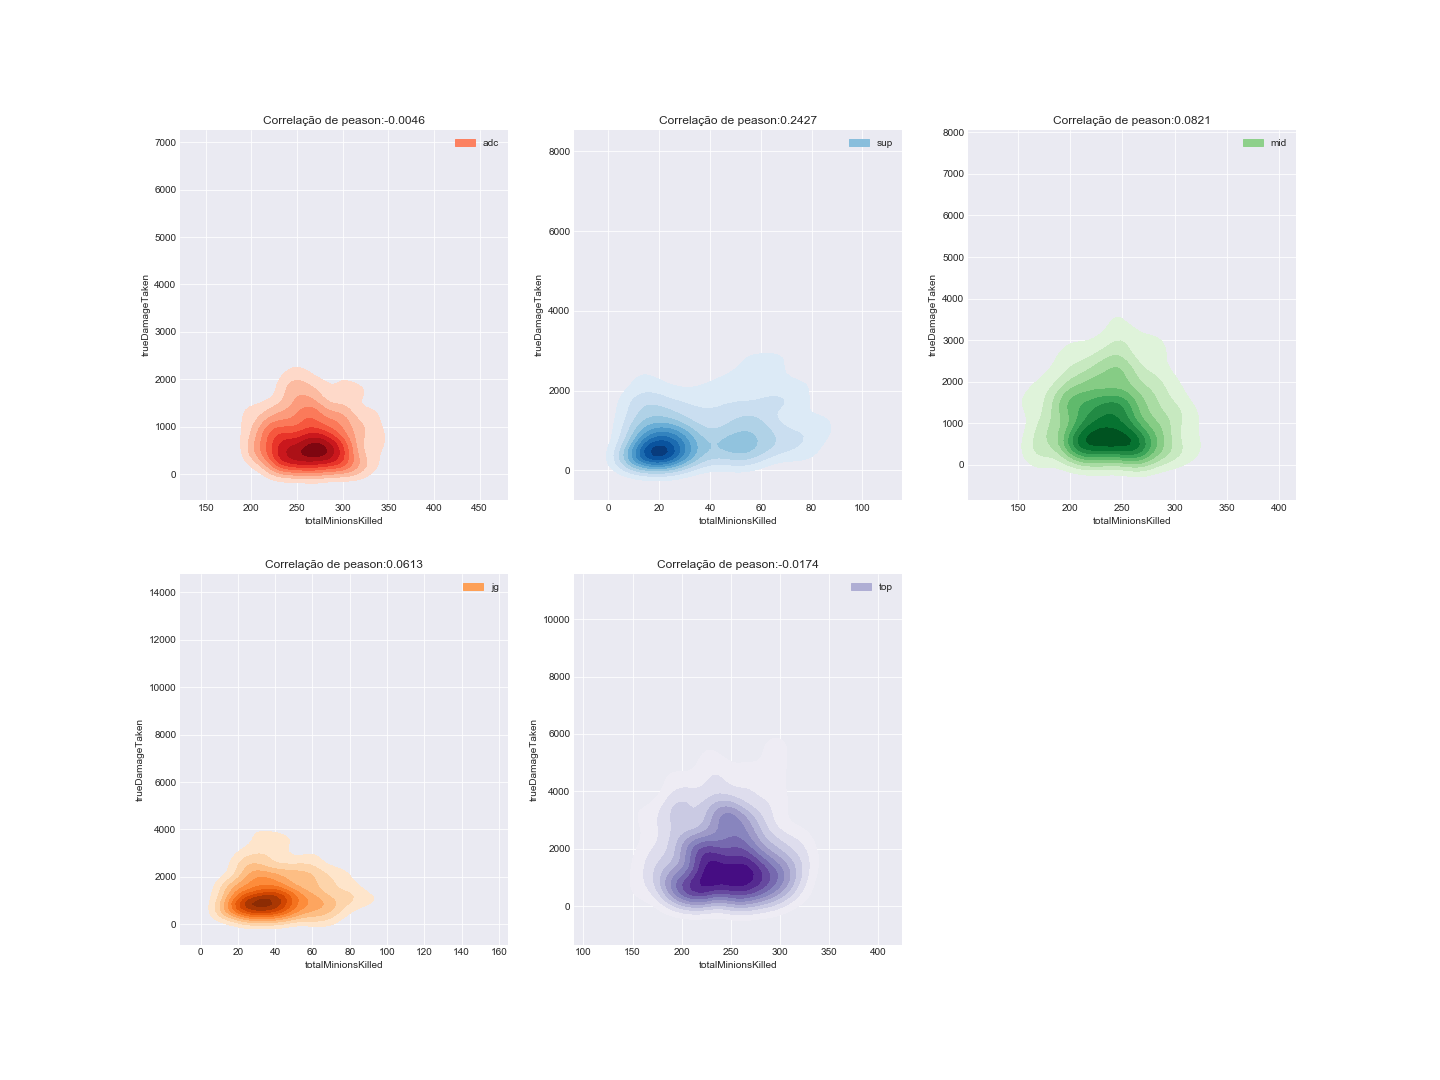 Correlação de peason:-0.0046
adc
7000
6000
5000
4000
3000
2000
1000
0
trueDamageTaken
150 200 250 300 350 400 450
totalMinionsKilled
Correlação de peason:0.2427
sup
8000
6000
4000
2000
0
trueDamageTaken
0 20 40 60 80 100
totalMinionsKilled
Correlação de peason:0.0821
mid
8000
7000
6000
5000
4000
3000
2000
1000
0
trueDamageTaken
150 200 250 300 350 400
totalMinionsKilled
Correlação de peason:0.0613
jg
14000
12000
10000
8000
6000
4000
2000
0
trueDamageTaken
0 20 40 60 80 100 120 140 160
totalMinionsKilled
Correlação de peason:-0.0174
top
10000
8000
6000
4000
2000
0
trueDamageTaken
100 150 200 250 300 350 400
totalMinionsKilled